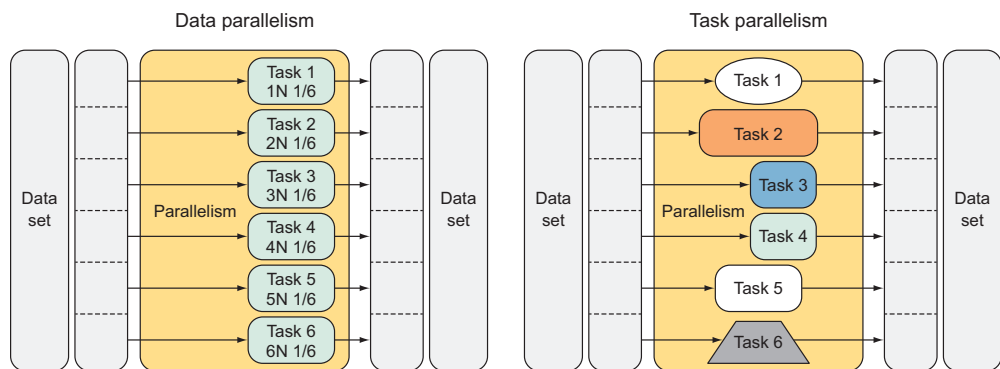 Data parallelism
Data
set
Parallelism
Task 1
1N 1/6
Task 2
2N 1/6
Task 3
3N 1/6
Task 4
4N 1/6
Task 5
5N 1/6
Task 6
6N 1/6
Data
set
Task parallelism
Data
set
Parallelism
Task 1
Task 2
Task 3
Task 4
Task 5
Task 6
Data
set